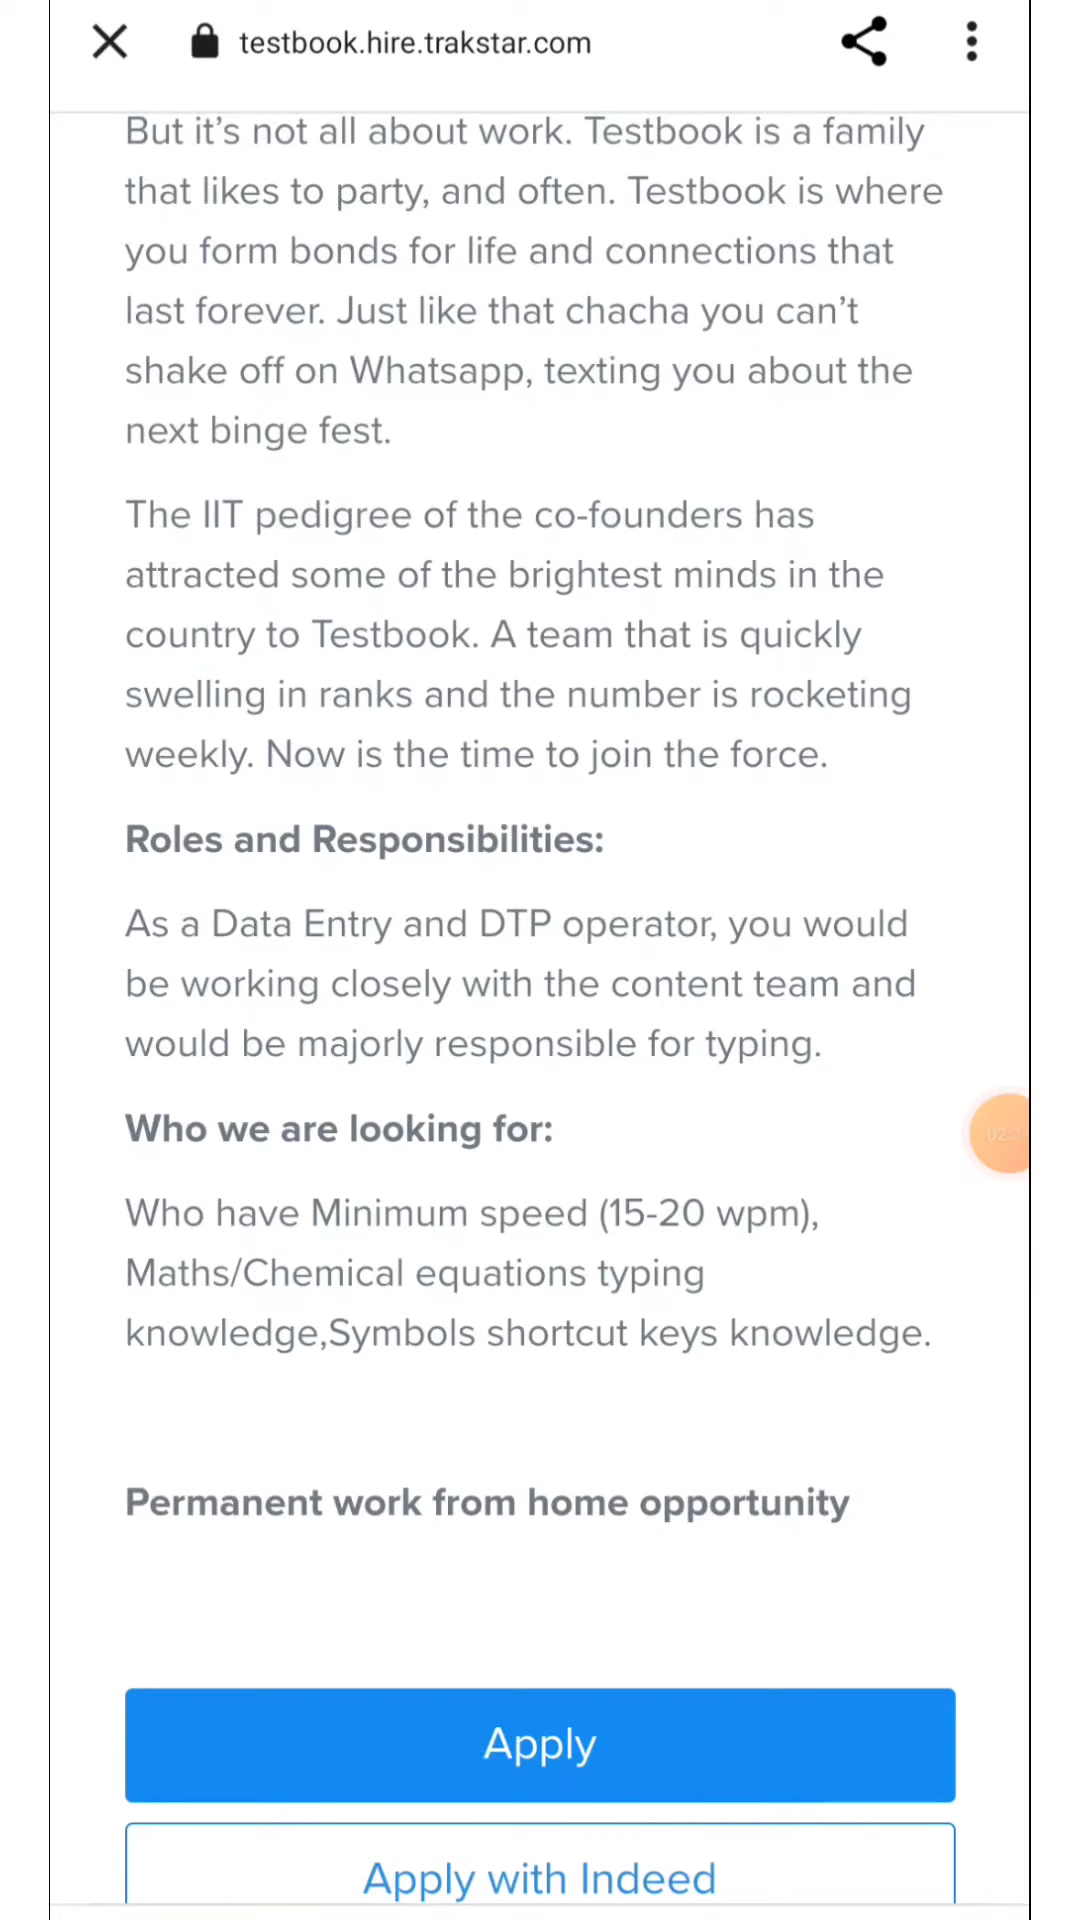 testbook.hire.trakstar.com
But it’s not all about work. Testbook is a family
that likes to party, and often. Testbook is where
you form bonds for life and connections that
last forever. Just like that chacha you can’t
shake off on Whatsapp, texting you about the
next binge fest.
The IIT pedigree of the co-founders has
attracted some of the brightest minds in the
country to Testbook. A team that is quickly
swelling in ranks and the number is rocketing
weekly. Now is the time to join the force.
Roles and Responsibilities:
As a Data Entry and DTP operator, you would
be working closely with the content team and
would be majorly responsible for typing.
Who we are looking for:
Who have Minimum speed (15-20 wpm),
Maths/Chemical equations typing
knowledge,Symbols shortcut keys knowledge.
Permanent work from home opportunity
Apply
Apply with Indeed